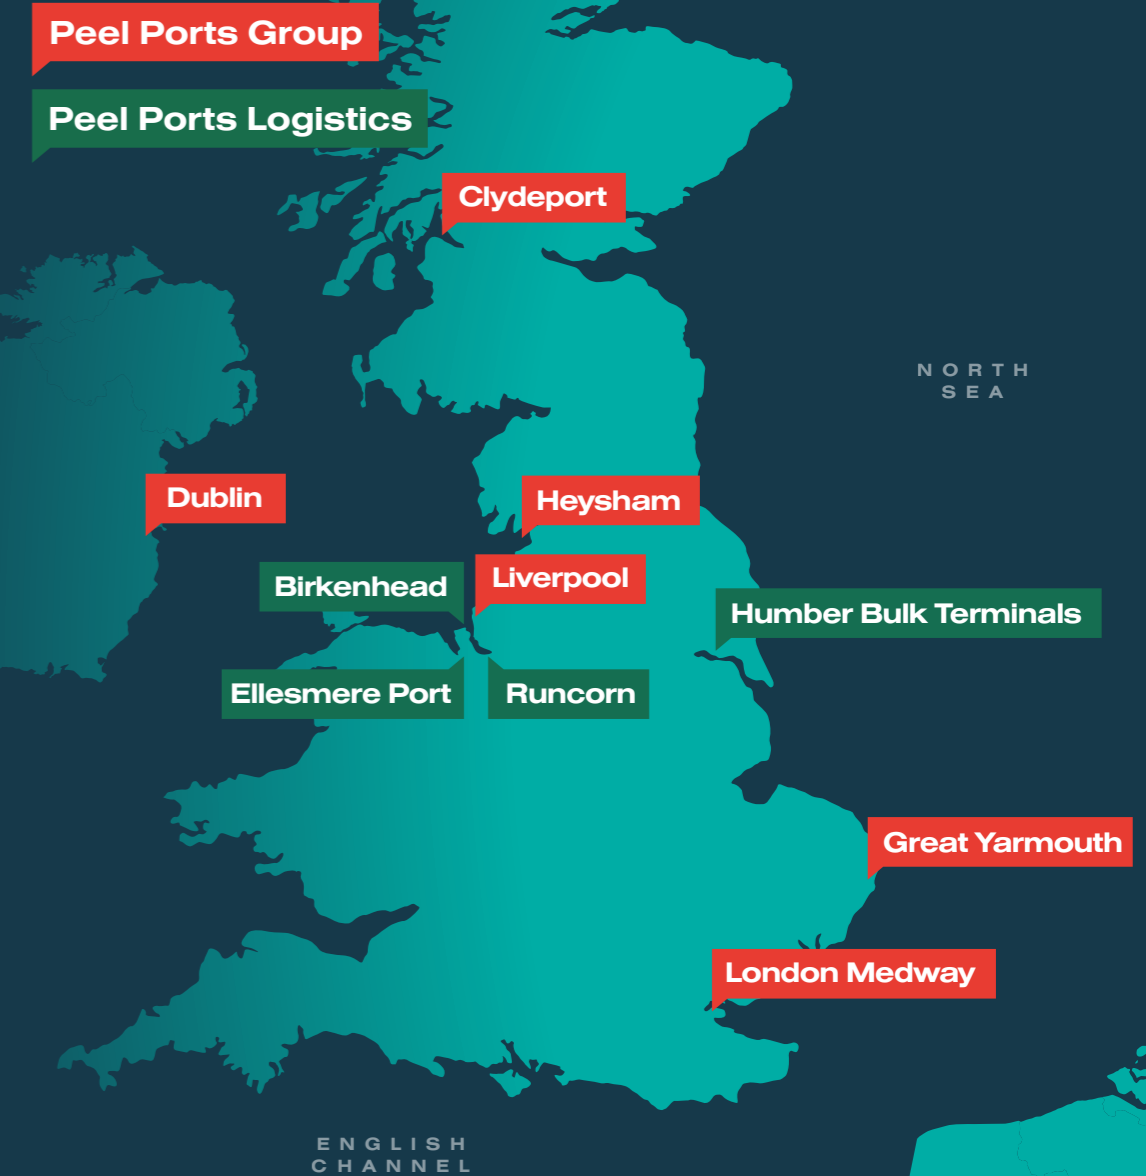 Peel Ports Group
Peel Ports Logistics
Clydeport
NORTH
SEA
Dublin
Heysham
Birkenhead
Liverpool
Humber Bulk Terminals
Ellesmere Port
Runcorn
Great Yarmouth
London Medway
ENGLISH
CHANNEL